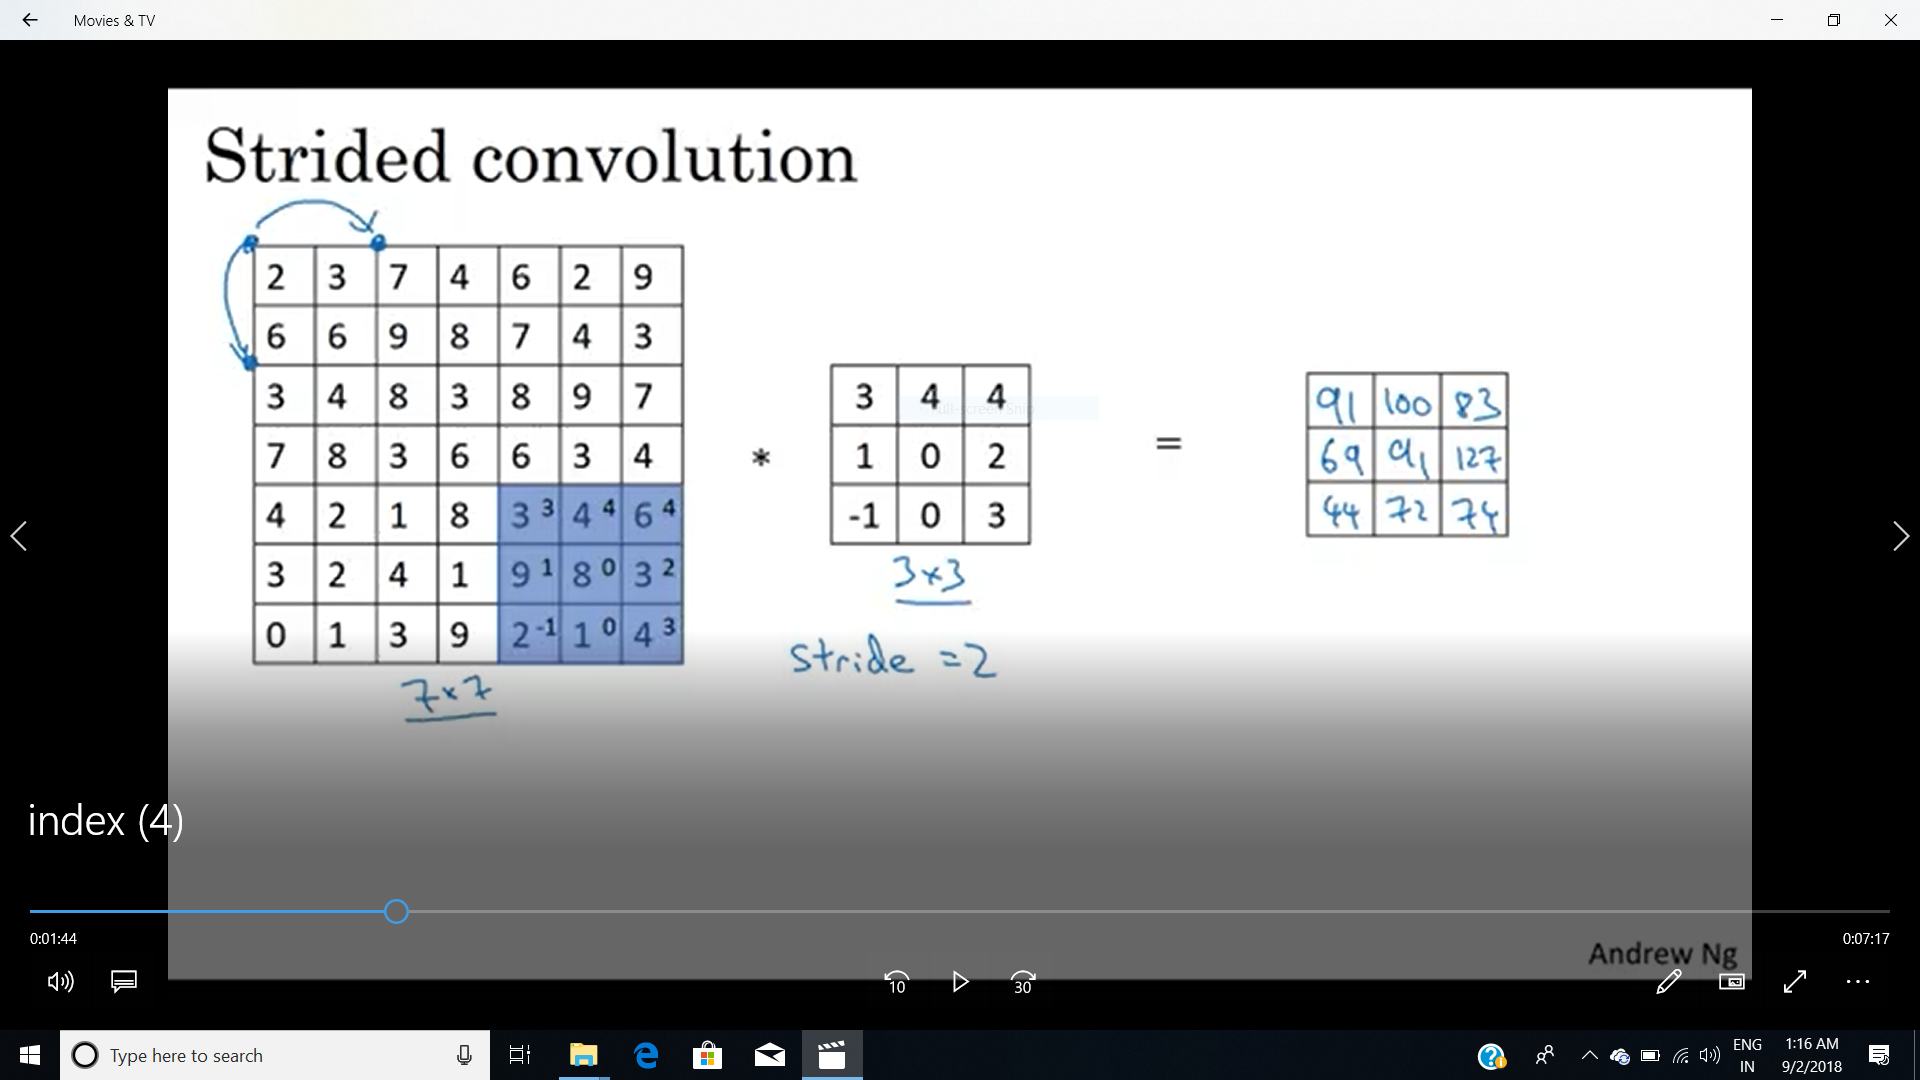 Movies & TV
Strided convolution
2 3 7 4 6 2 9
6 6 9 8 7 4 3
3 4 8 3 8 9 7
7 8 3 6 6 3 4
4 2 1 8 3 3 4 4 6 4
3 2 4 1 9 1 8 0 3 2
0 1 3 9 2 -1 1 0 4 3
7×7
*
3 4 4
1 0 2
-1 0 3
3×3
stride = 2
=
91 100 83
69 91 127
44 72 74
Full-screen Snip
index (4)
0:01:44
0:07:17
Andrew Ng
10
30
Type here to search
ENG
IN
1:16 AM
9/2/2018